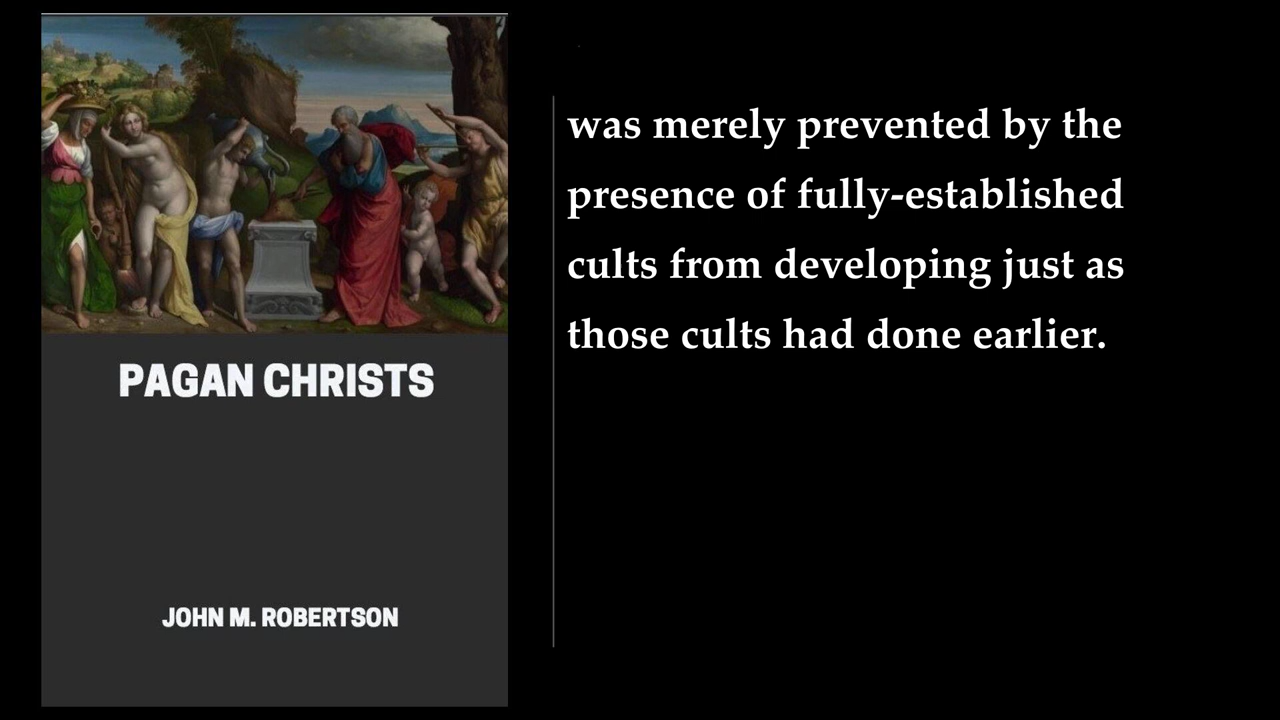 PAGAN CHRISTS
JOHN M. ROBERTSON
was merely prevented by the
presence of fully-established
cults from developing just as
those cults had done earlier.